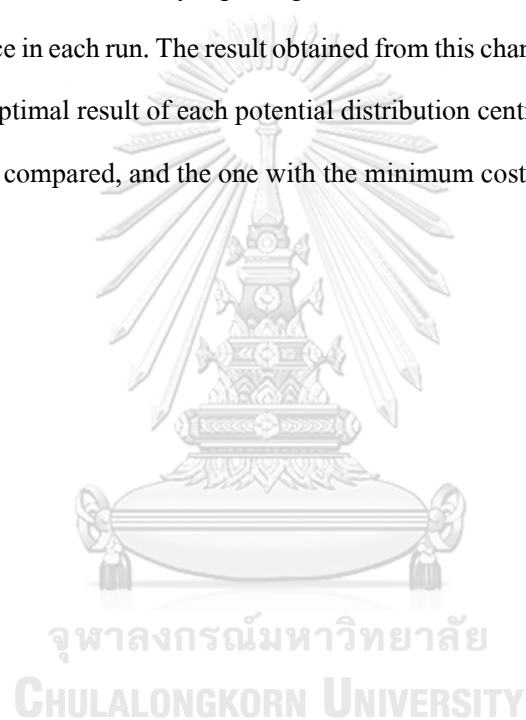 ce in each run. The result obtained from this chan
ptimal result of each potential distribution cent
compared, and the one with the minimum cost
จุฬาลงกรณ์มหาวิทยาลัย
CHULALONGKORN UNIVERSITY